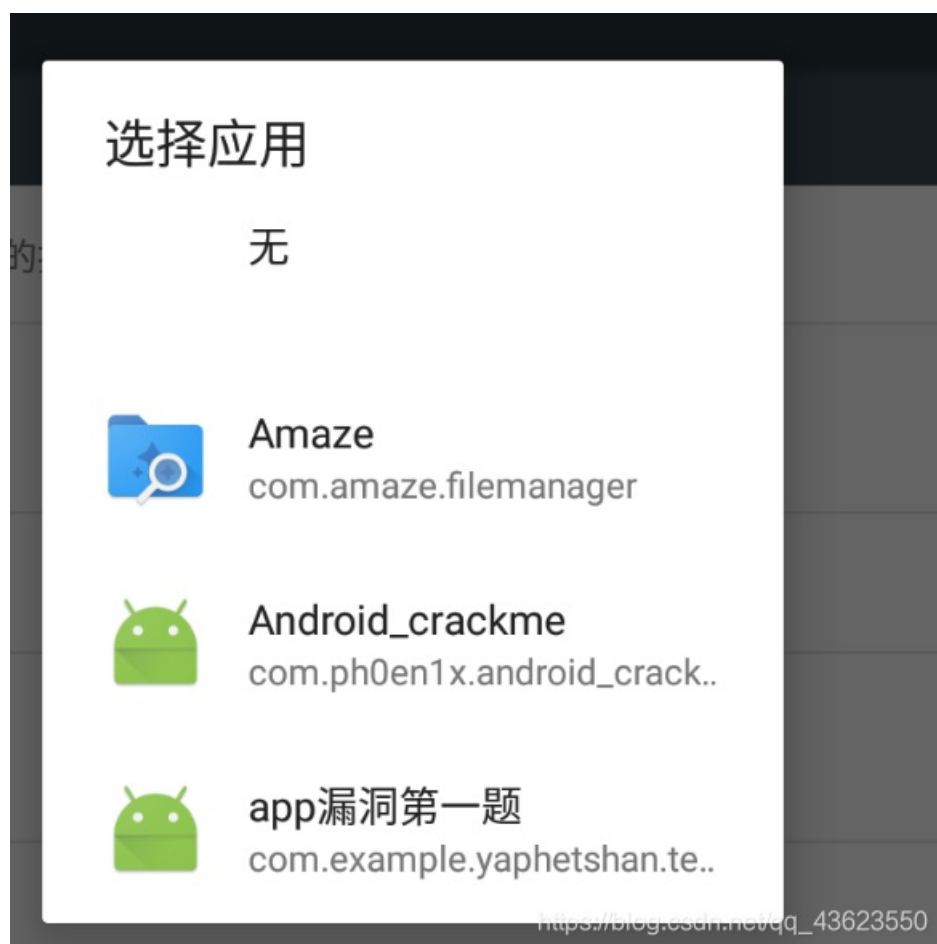 选择应用
无
的
Amaze
com.amaze.filemanager
Android_crackme
com.ph0en1x.android_crack..
app漏洞第一题
com.example.yaphetshan.te..
https://blog.csdn.net/qq_43623550